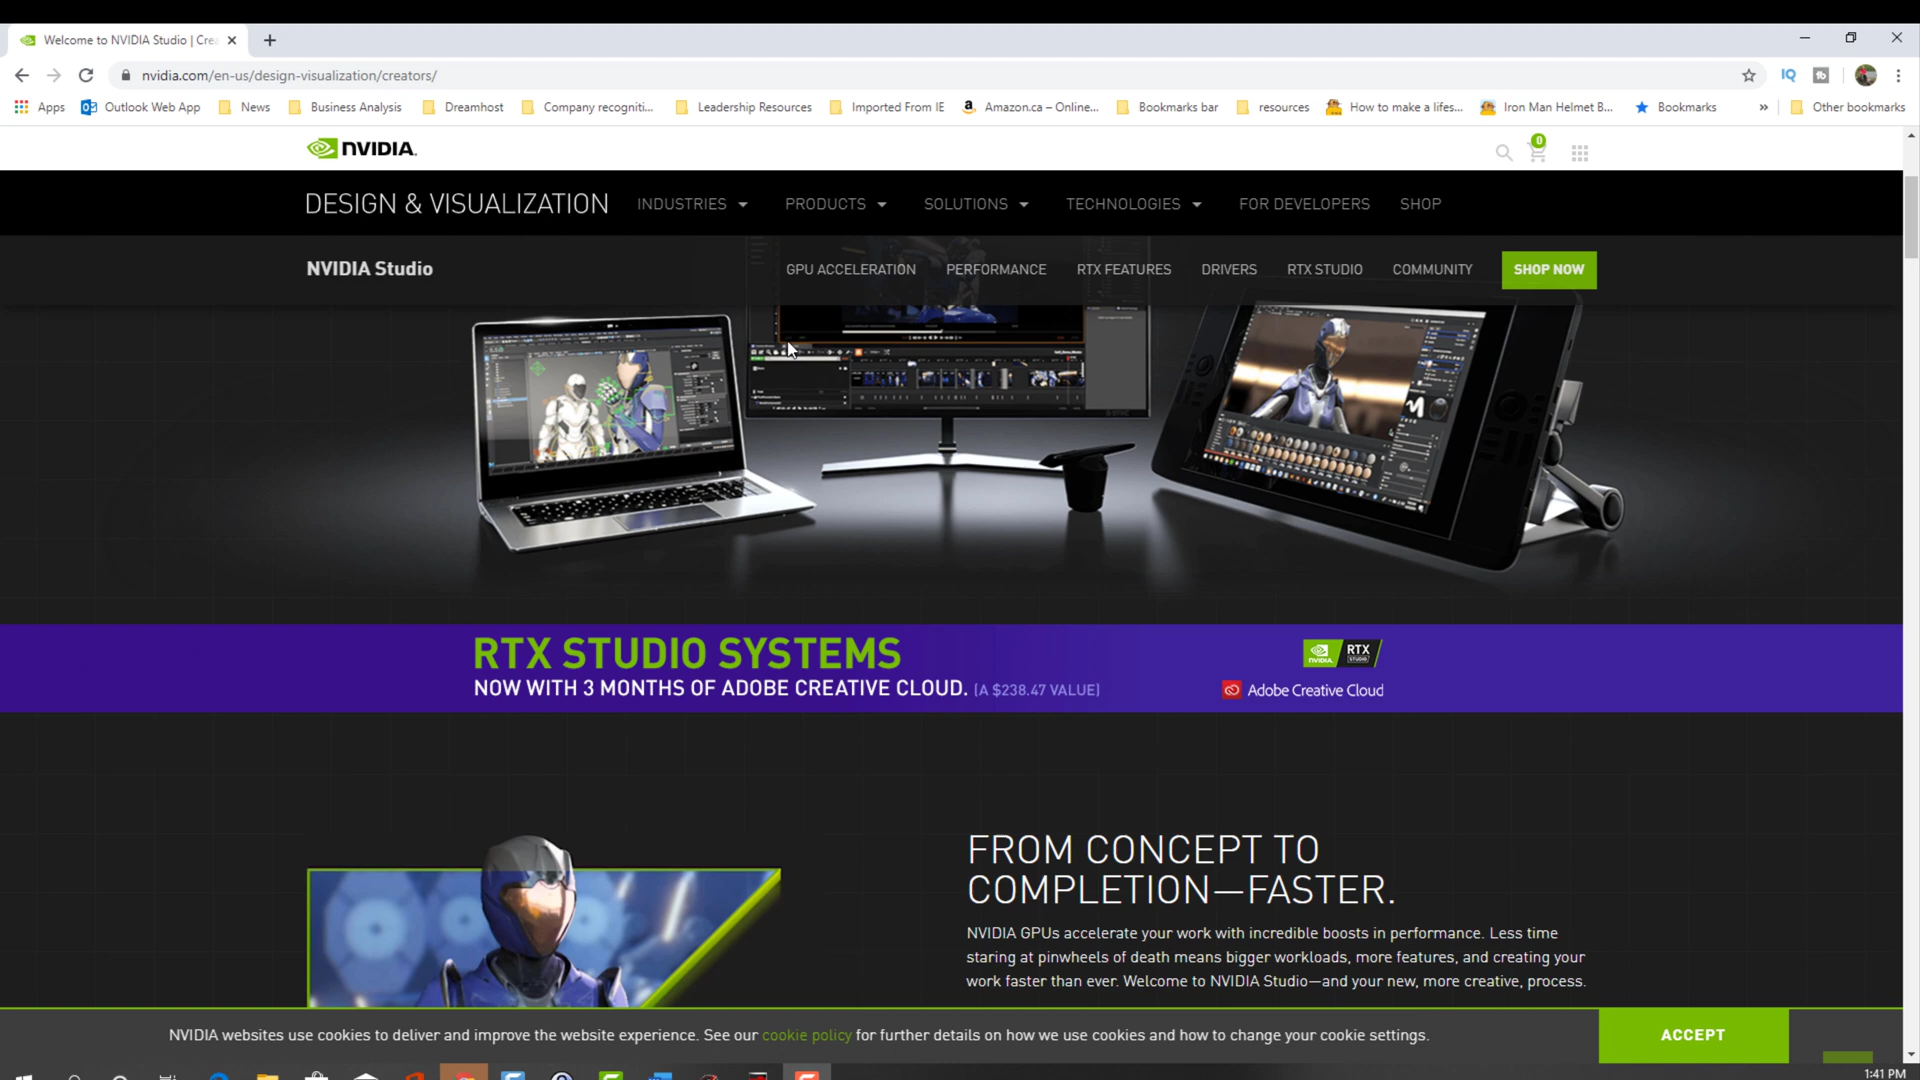 Welcome to NVIDIA Studio | Crea
nvidia.com/en-us/design-visualization/creators/
IQ
Apps
Outlook Web App
News
Business Analysis
Dreamhost
Company recogniti...
Leadership Resources
Imported From IE
Amazon.ca – Online...
Bookmarks bar
resources
How to make a lifes...
Iron Man Helmet B...
Bookmarks
»
Other bookmarks
NVIDIA.
0
DESIGN & VISUALIZATION
INDUSTRIES
PRODUCTS
SOLUTIONS
TECHNOLOGIES
FOR DEVELOPERS
SHOP
NVIDIA Studio
GPU ACCELERATION
PERFORMANCE
RTX FEATURES
DRIVERS
RTX STUDIO
COMMUNITY
SHOP NOW
RTX STUDIO SYSTEMS
NOW WITH 3 MONTHS OF ADOBE CREATIVE CLOUD. (A $238.47 VALUE)
NVIDIA.
RTX
STUDIO
Adobe Creative Cloud
FROM CONCEPT TO
COMPLETION—FASTER.
NVIDIA GPUs accelerate your work with incredible boosts in performance. Less time
staring at pinwheels of death means bigger workloads, more features, and creating your
work faster than ever. Welcome to NVIDIA Studio—and your new, more creative, process.
NVIDIA websites use cookies to deliver and improve the website experience. See our cookie policy for further details on how we use cookies and how to change your cookie settings.
ACCEPT
1:41 PM